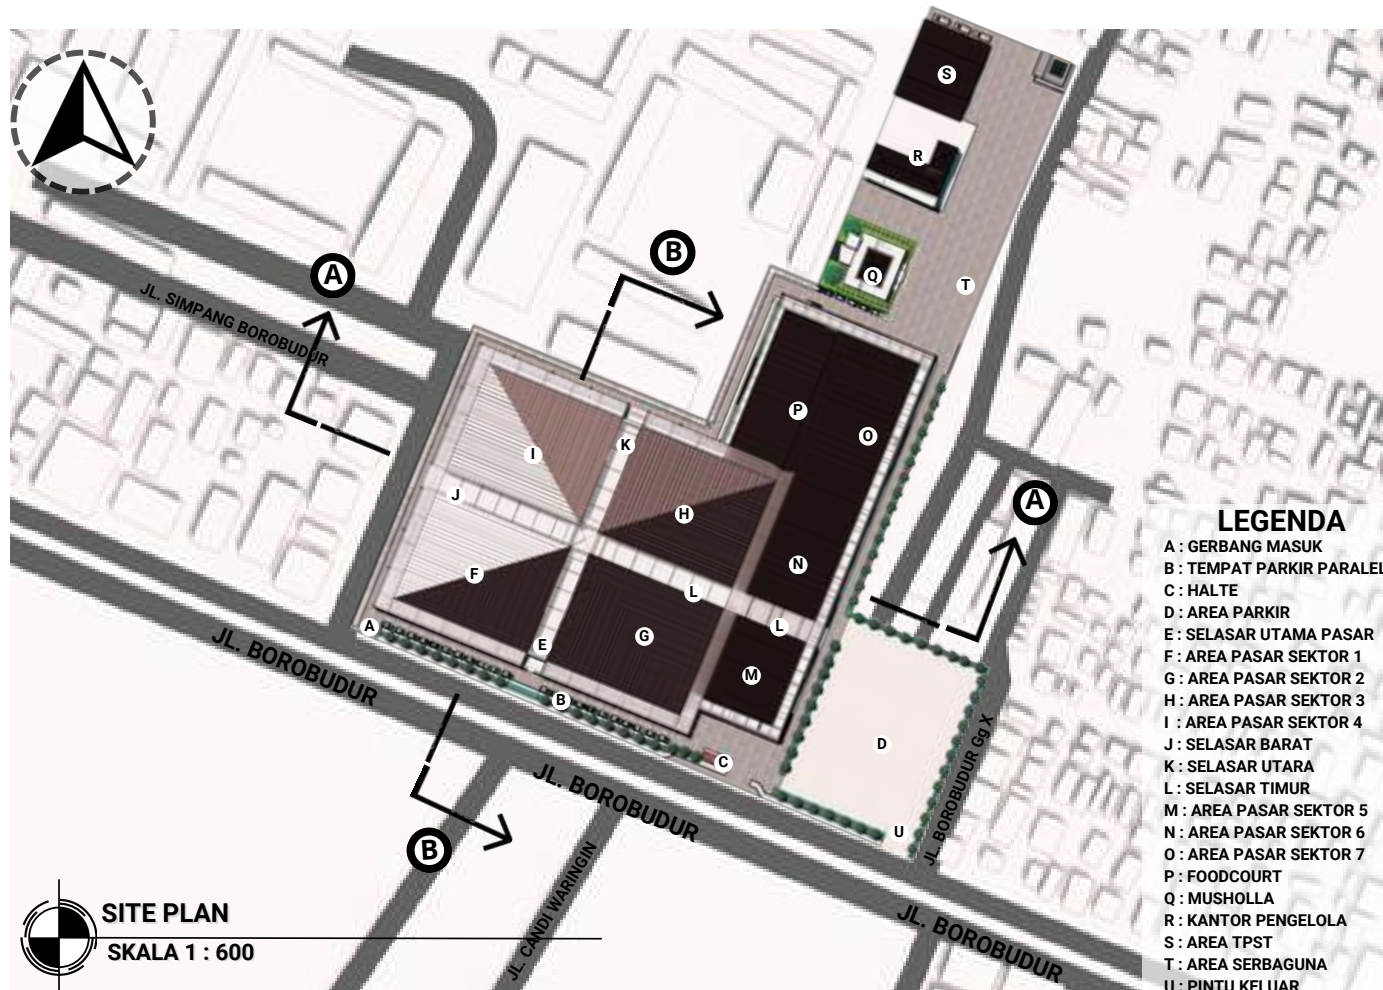 S
R
B
A
Q
T
JL. SIMPANG BOROBUDUR
P
O
K
I
J
A
H
LEGENDA
A : GERBANG MASUK
B : TEMPAT PARKIR PARALEL
C : HALTE
D : AREA PARKIR
E : SELASAR UTAMA PASAR
F : AREA PASAR SEKTOR 1
G : AREA PASAR SEKTOR 2
H : AREA PASAR SEKTOR 3
I : AREA PASAR SEKTOR 4
J : SELASAR BARAT
K : SELASAR UTARA
L : SELASAR TIMUR
M : AREA PASAR SEKTOR 5
N : AREA PASAR SEKTOR 6
O : AREA PASAR SEKTOR 7
P : FOODCOURT
Q : MUSHOLLA
R : KANTOR PENGELOLA
S : AREA TPST
T : AREA SERBAGUNA
U : PINTU KELUAR
N
F
L
A
L
G
E
M
B
JL. BOROBUDUR
D
C
JL. BOROBUDUR Gg X
U
JL. BOROBUDUR
B
JL. CANDI WARINGIN
JL. BOROBUDUR
SITE PLAN
SKALA 1 : 600